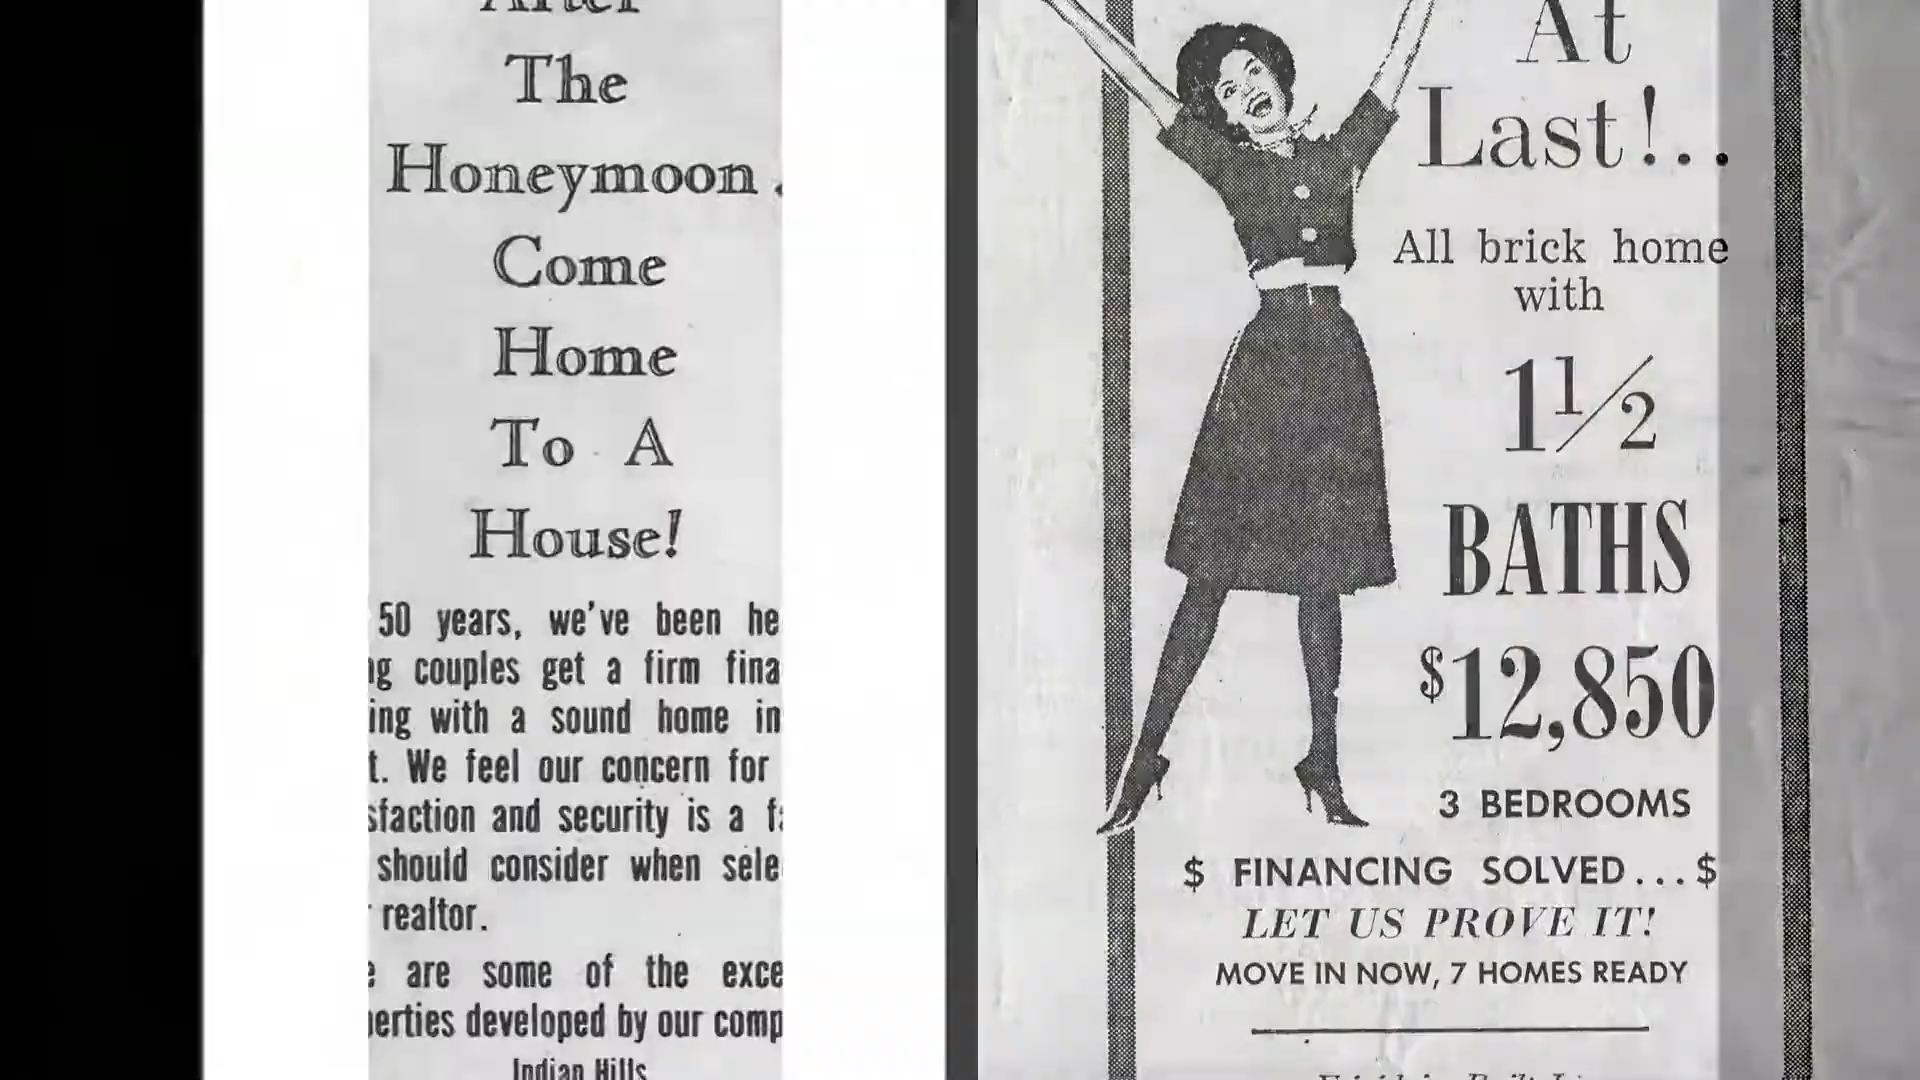 After
The
Honeymoon .
Come
Home
To A
House!
50 years, we've been he
ng couples get a firm fina
ing with a sound home in
t. We feel our concern for
sfaction and security is a f
should consider when sele
realtor.
e are some of the exce
perties developed by our comp
Indian Hills
At
Last!..
All brick home
with
1½
BATHS
$12,850
3 BEDROOMS
$ FINANCING SOLVED...$
LET US PROVE IT!
MOVE IN NOW, 7 HOMES READY